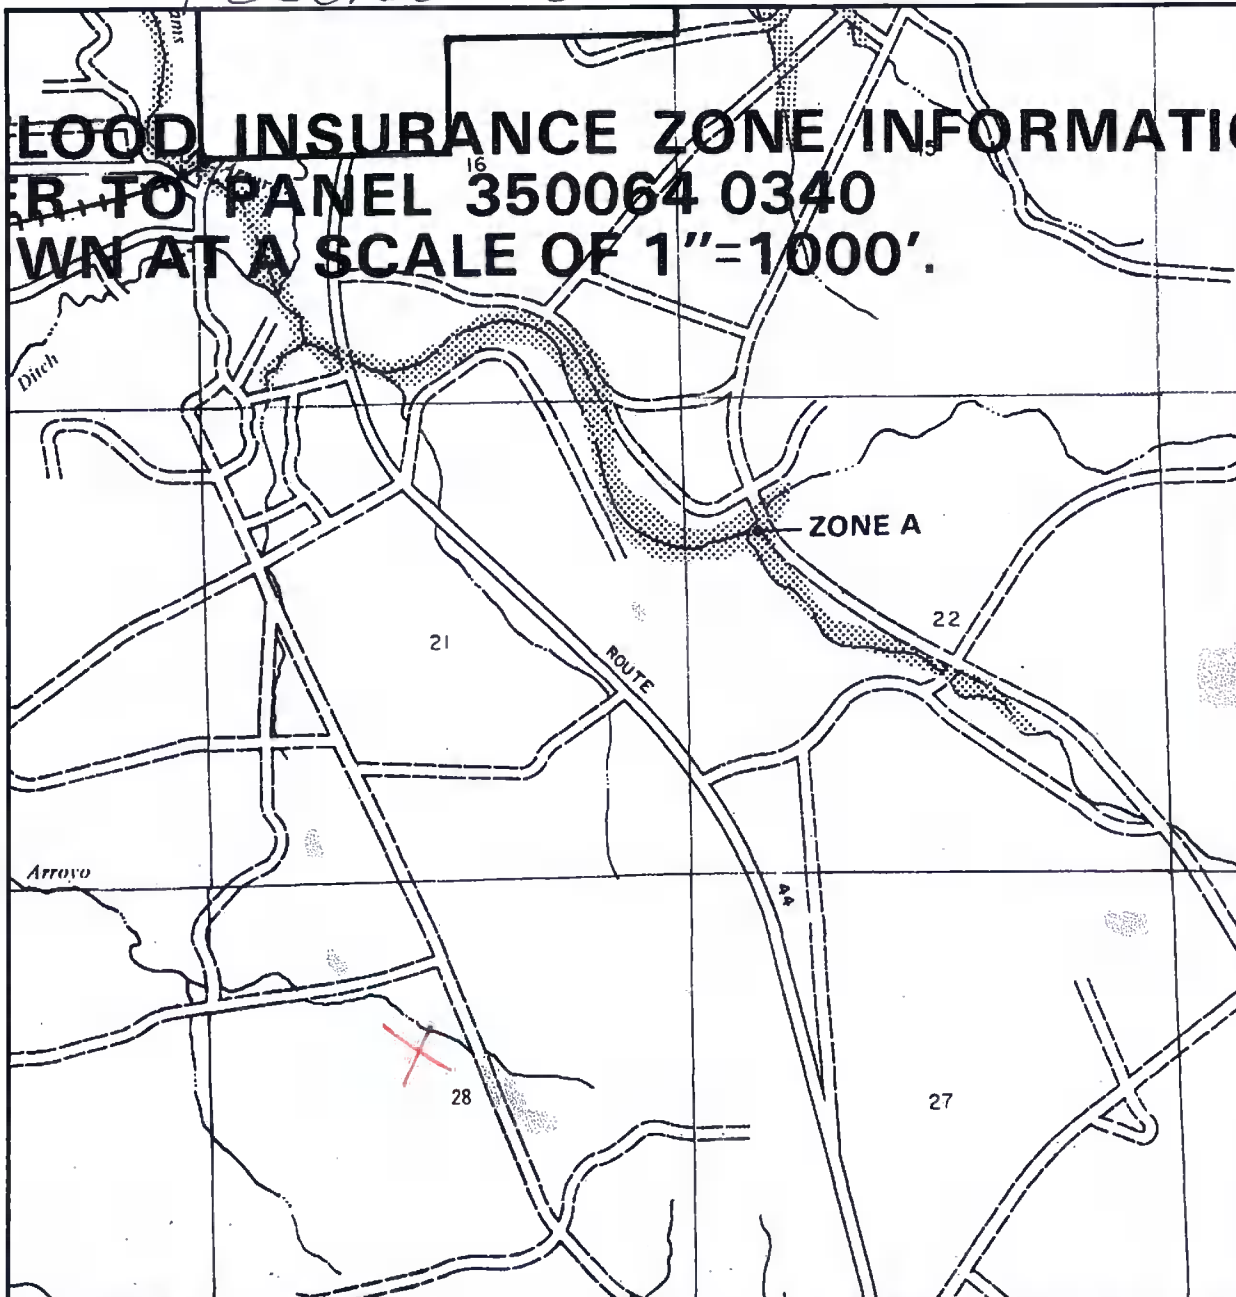 LOOD INSURANCE ZONE INFORMATI
ER TO PANEL 350064 0340
WN AT A SCALE OF 1"=1000'.
16
15
Ditch
ZONE A
22
21
ROUTE
Arroyo
44
28
27